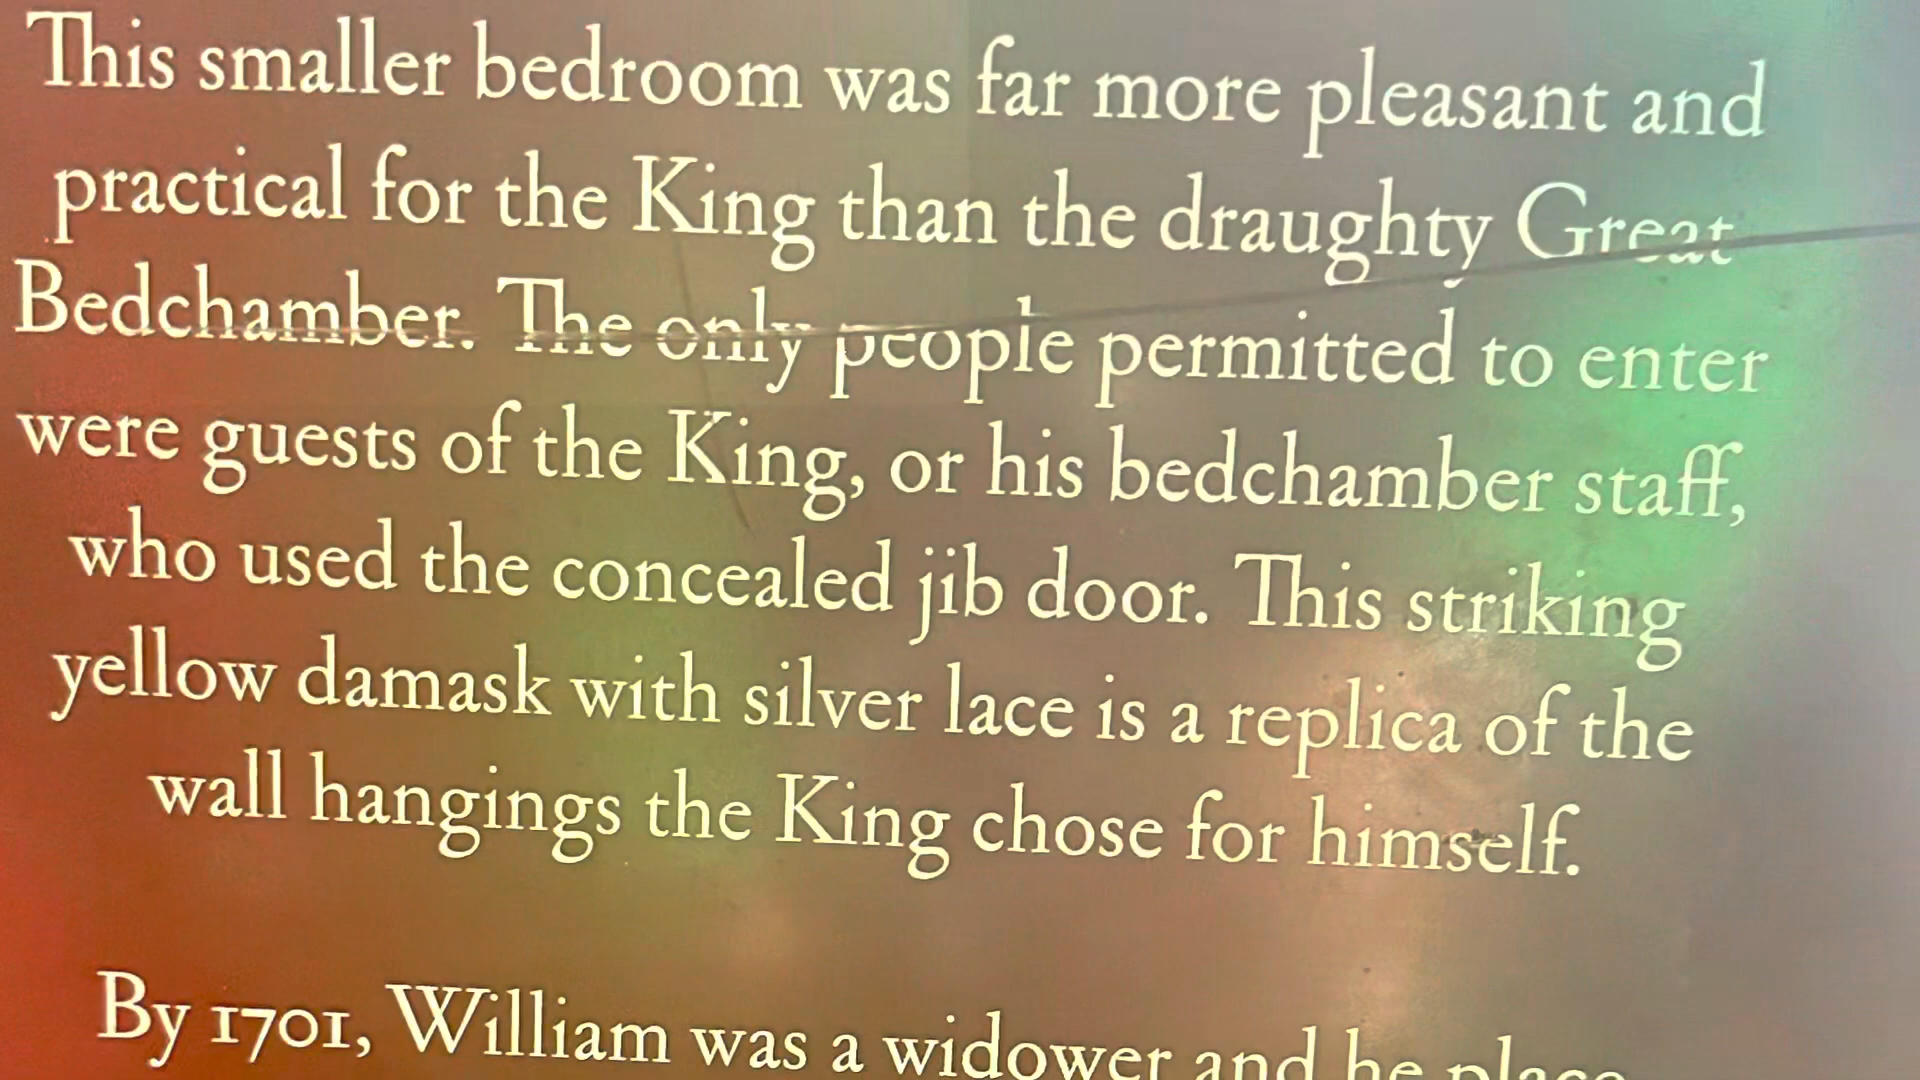 This smaller bedroom was far more pleasant and
practical for the King than the draughty Great
Bedchamber. The only people permitted to enter
were guests of the King, or his bedchamber staff,
who used the concealed jib door. This striking
yellow damask with silver lace is a replica of the
wall hangings the King chose for himself.
By 1701, William was a widower and he